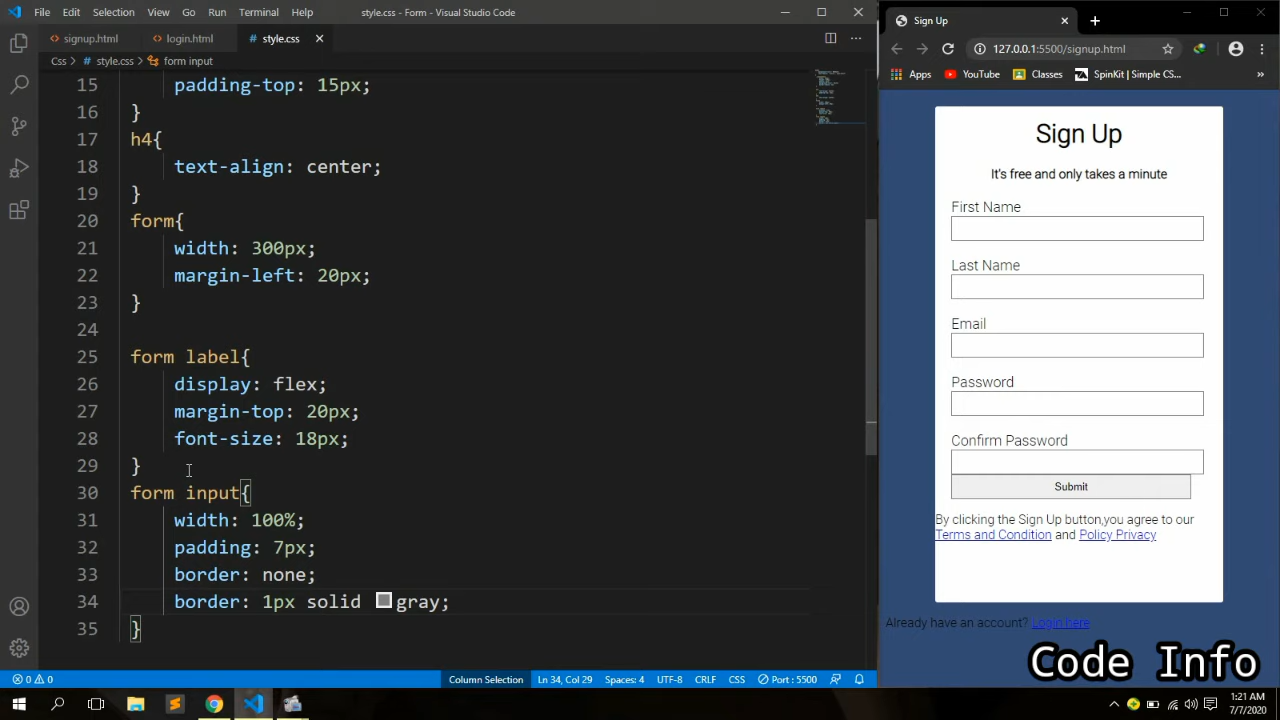 File Edit Selection View Go Run Terminal Help
style.css - Form - Visual Studio Code
signup.html
login.html
style.css
Css > # style.css > form input
15 padding-top: 15px;
16 }
17 h4{
18 text-align: center;
19 }
20 form{
21 width: 300px;
22 margin-left: 20px;
23 }
24
25 form label{
26 display: flex;
27 margin-top: 20px;
28 font-size: 18px;
29 }
30 form input{
31 width: 100%;
32 padding: 7px;
33 border: none;
34 border: 1px solid gray;
35 }
0 0
Column Selection
Ln 34, Col 29
Spaces: 4
UTF-8
CRLF
CSS
Port : 5500
Sign Up
127.0.0.1:5500/signup.html
Apps
YouTube
Classes
SpinKit | Simple CS...
»
Sign Up
It's free and only takes a minute
First Name
Last Name
Email
Password
Confirm Password
Submit
By clicking the Sign Up button,you agree to our
Terms and Condition and Policy Privacy
Already have an account? Login here
Code Info
1:21 AM
7/7/2020